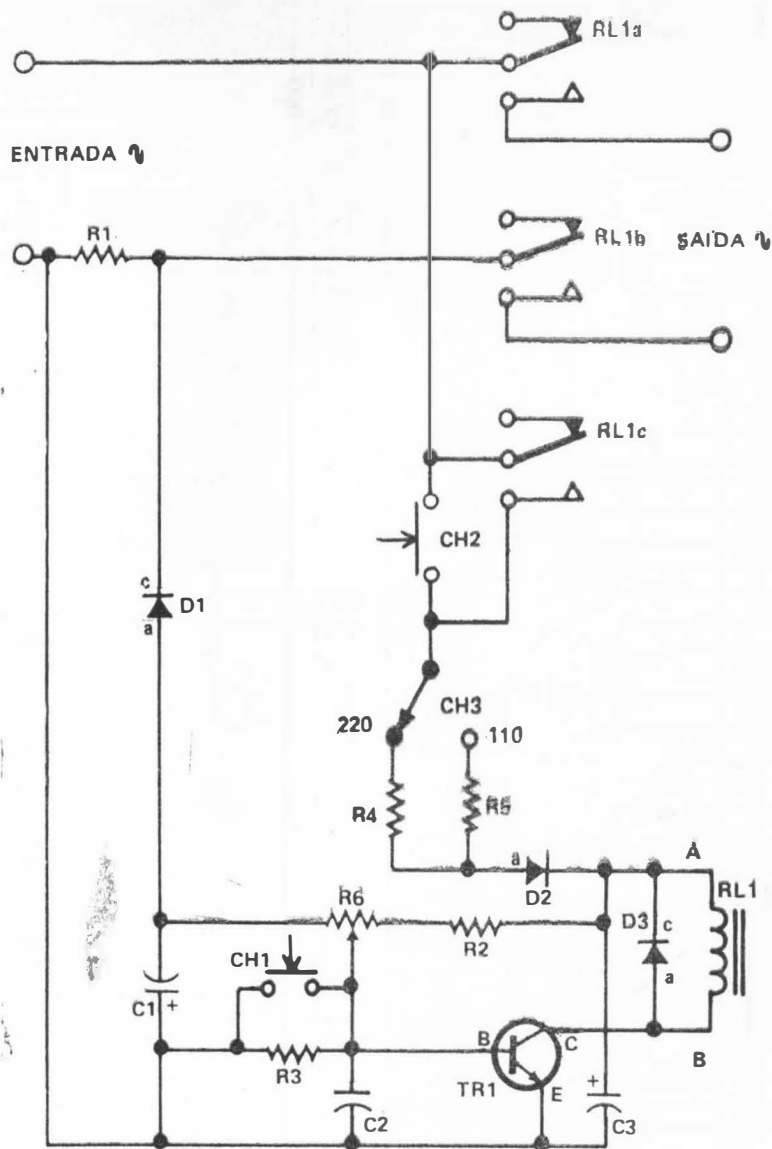 RL1a
ENTRADA ∿
R1
RL1b
SAÍDA ∿
RL1c
CH2
c
D1
a
CH3
220
110
R4
R5
a
D2
A
RL1
R6
R2
D3
c
a
CH1
C1
+
R3
B
C
TR1
E
B
C2
+
C3